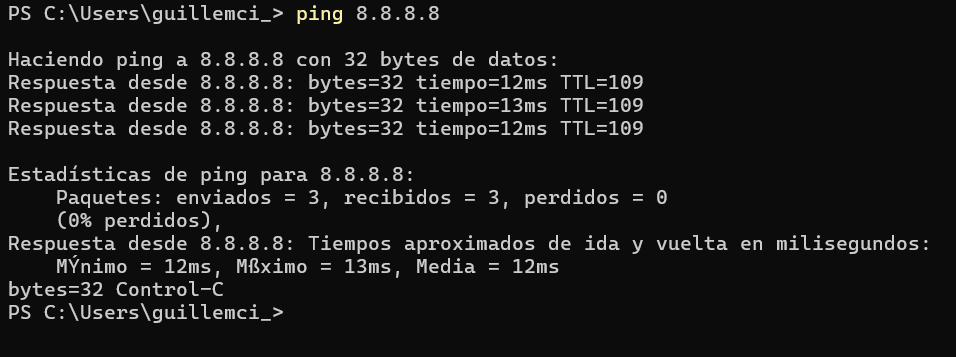 PS C:\Users\guillemci_> ping 8.8.8.8
Haciendo ping a 8.8.8.8 con 32 bytes de datos:
Respuesta desde 8.8.8.8: bytes=32 tiempo=12ms TTL=109
Respuesta desde 8.8.8.8: bytes=32 tiempo=13ms TTL=109
Respuesta desde 8.8.8.8: bytes=32 tiempo=12ms TTL=109
Estadísticas de ping para 8.8.8.8:
    Paquetes: enviados = 3, recibidos = 3, perdidos = 0
    (0% perdidos),
Respuesta desde 8.8.8.8: Tiempos aproximados de ida y vuelta en milisegundos:
    MÝnimo = 12ms, Mßximo = 13ms, Media = 12ms
bytes=32 Control-C
PS C:\Users\guillemci_>